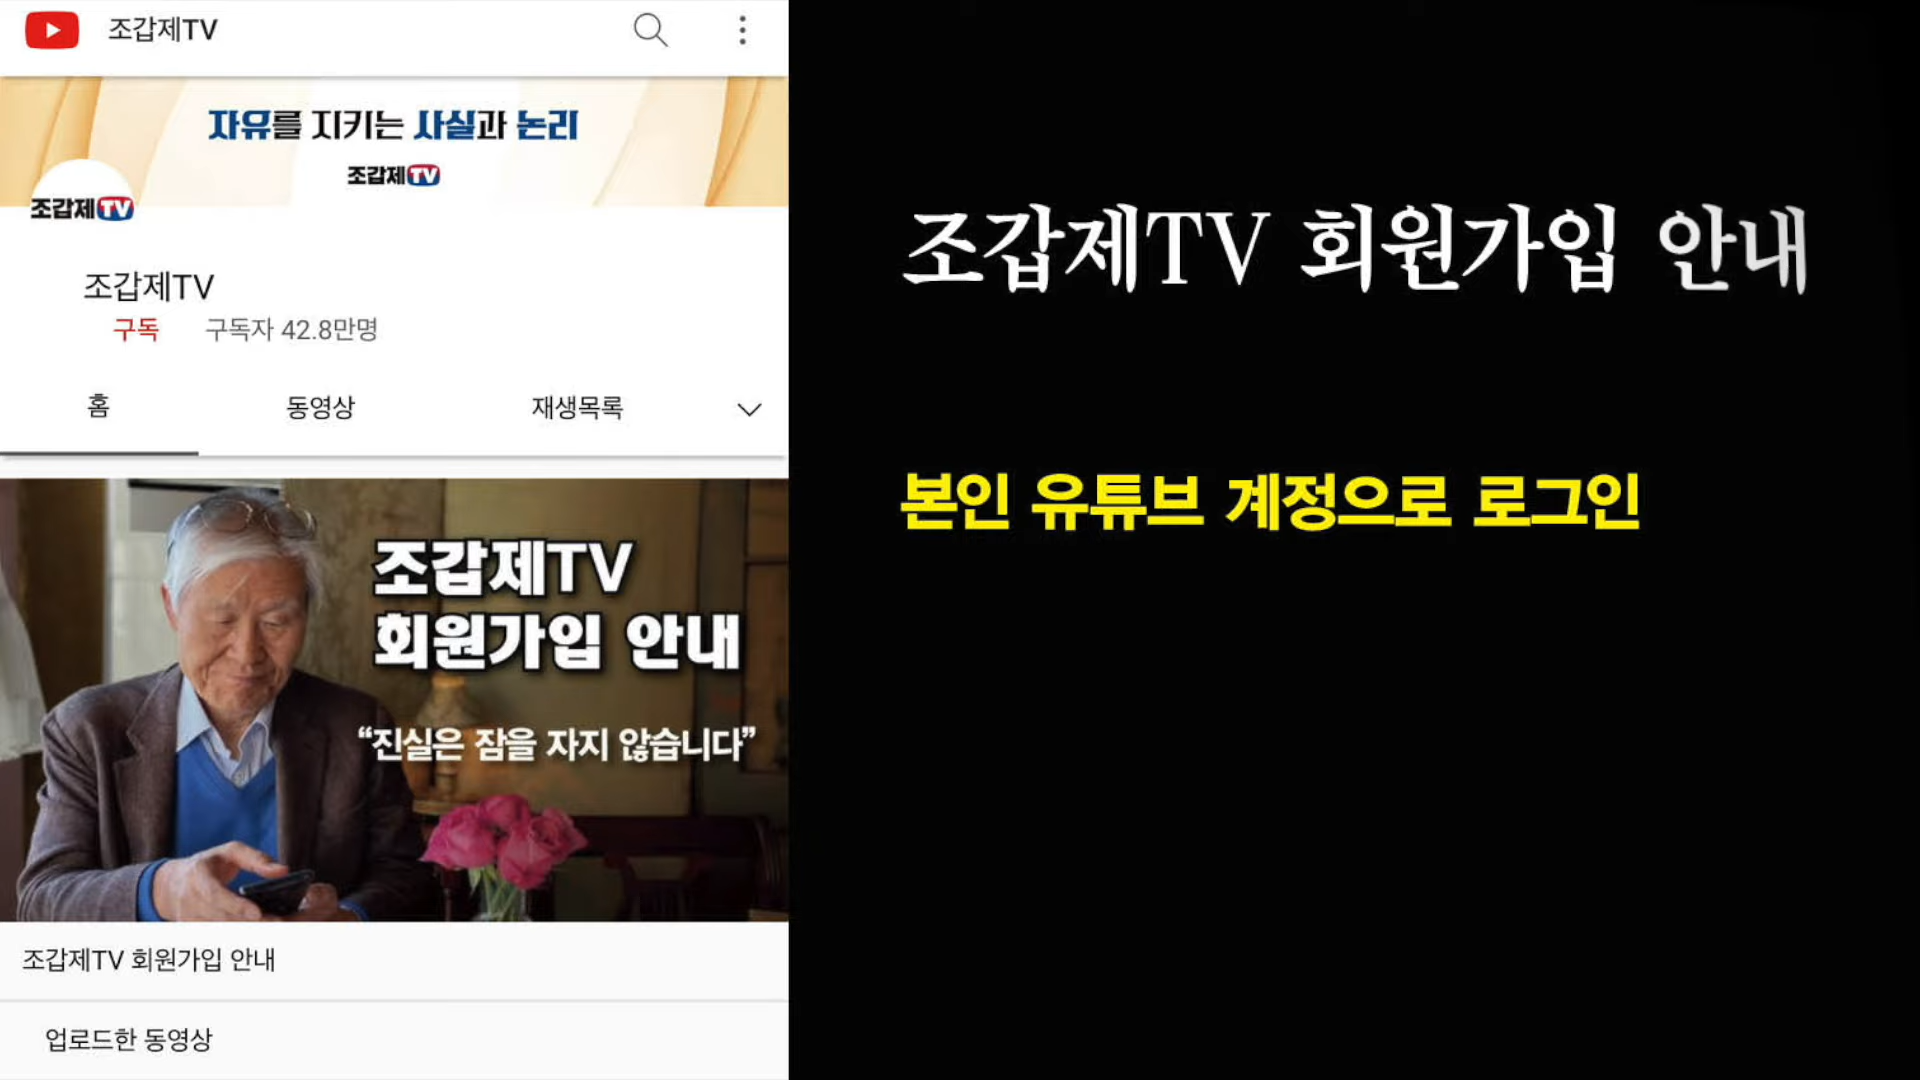 조갑제TV
자유를 지키는 사실과 논리
조갑제TV
조갑제TV
조갑제TV
구독 구독자 42.8만명
홈 동영상 재생목록
조갑제TV
회원가입 안내
“진실은 잠을 자지 않습니다”
조갑제TV 회원가입 안내
업로드한 동영상
조갑제TV 회원가입 안내
본인 유튜브 계정으로 로그인